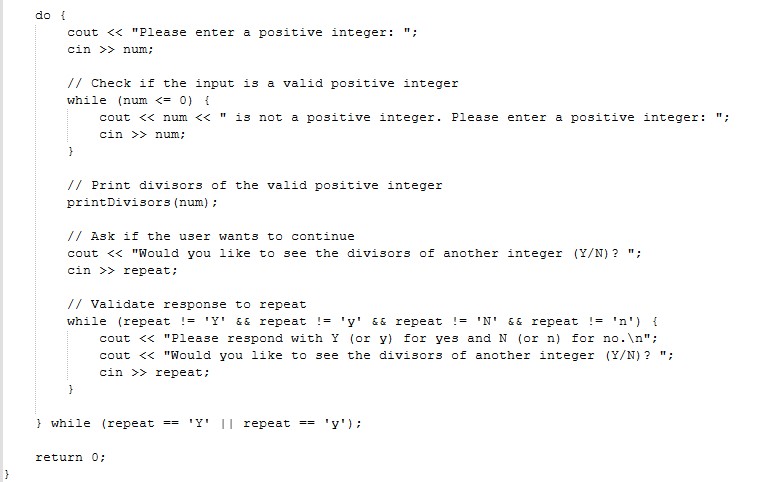 do {
cout << "Please enter a positive integer: ";
cin >> num;
// Check if the input is a valid positive integer
while (num <= 0) {
cout << num << " is not a positive integer. Please enter a positive integer: ";
cin >> num;
}
// Print divisors of the valid positive integer
printDivisors(num);
// Ask if the user wants to continue
cout << "Would you like to see the divisors of another integer (Y/N)? ";
cin >> repeat;
// Validate response to repeat
while (repeat != 'Y' && repeat != 'y' && repeat != 'N' && repeat != 'n') {
cout << "Please respond with Y (or y) for yes and N (or n) for no.\n";
cout << "Would you like to see the divisors of another integer (Y/N)? ";
cin >> repeat;
}
} while (repeat == 'Y' || repeat == 'y');
return 0;
}